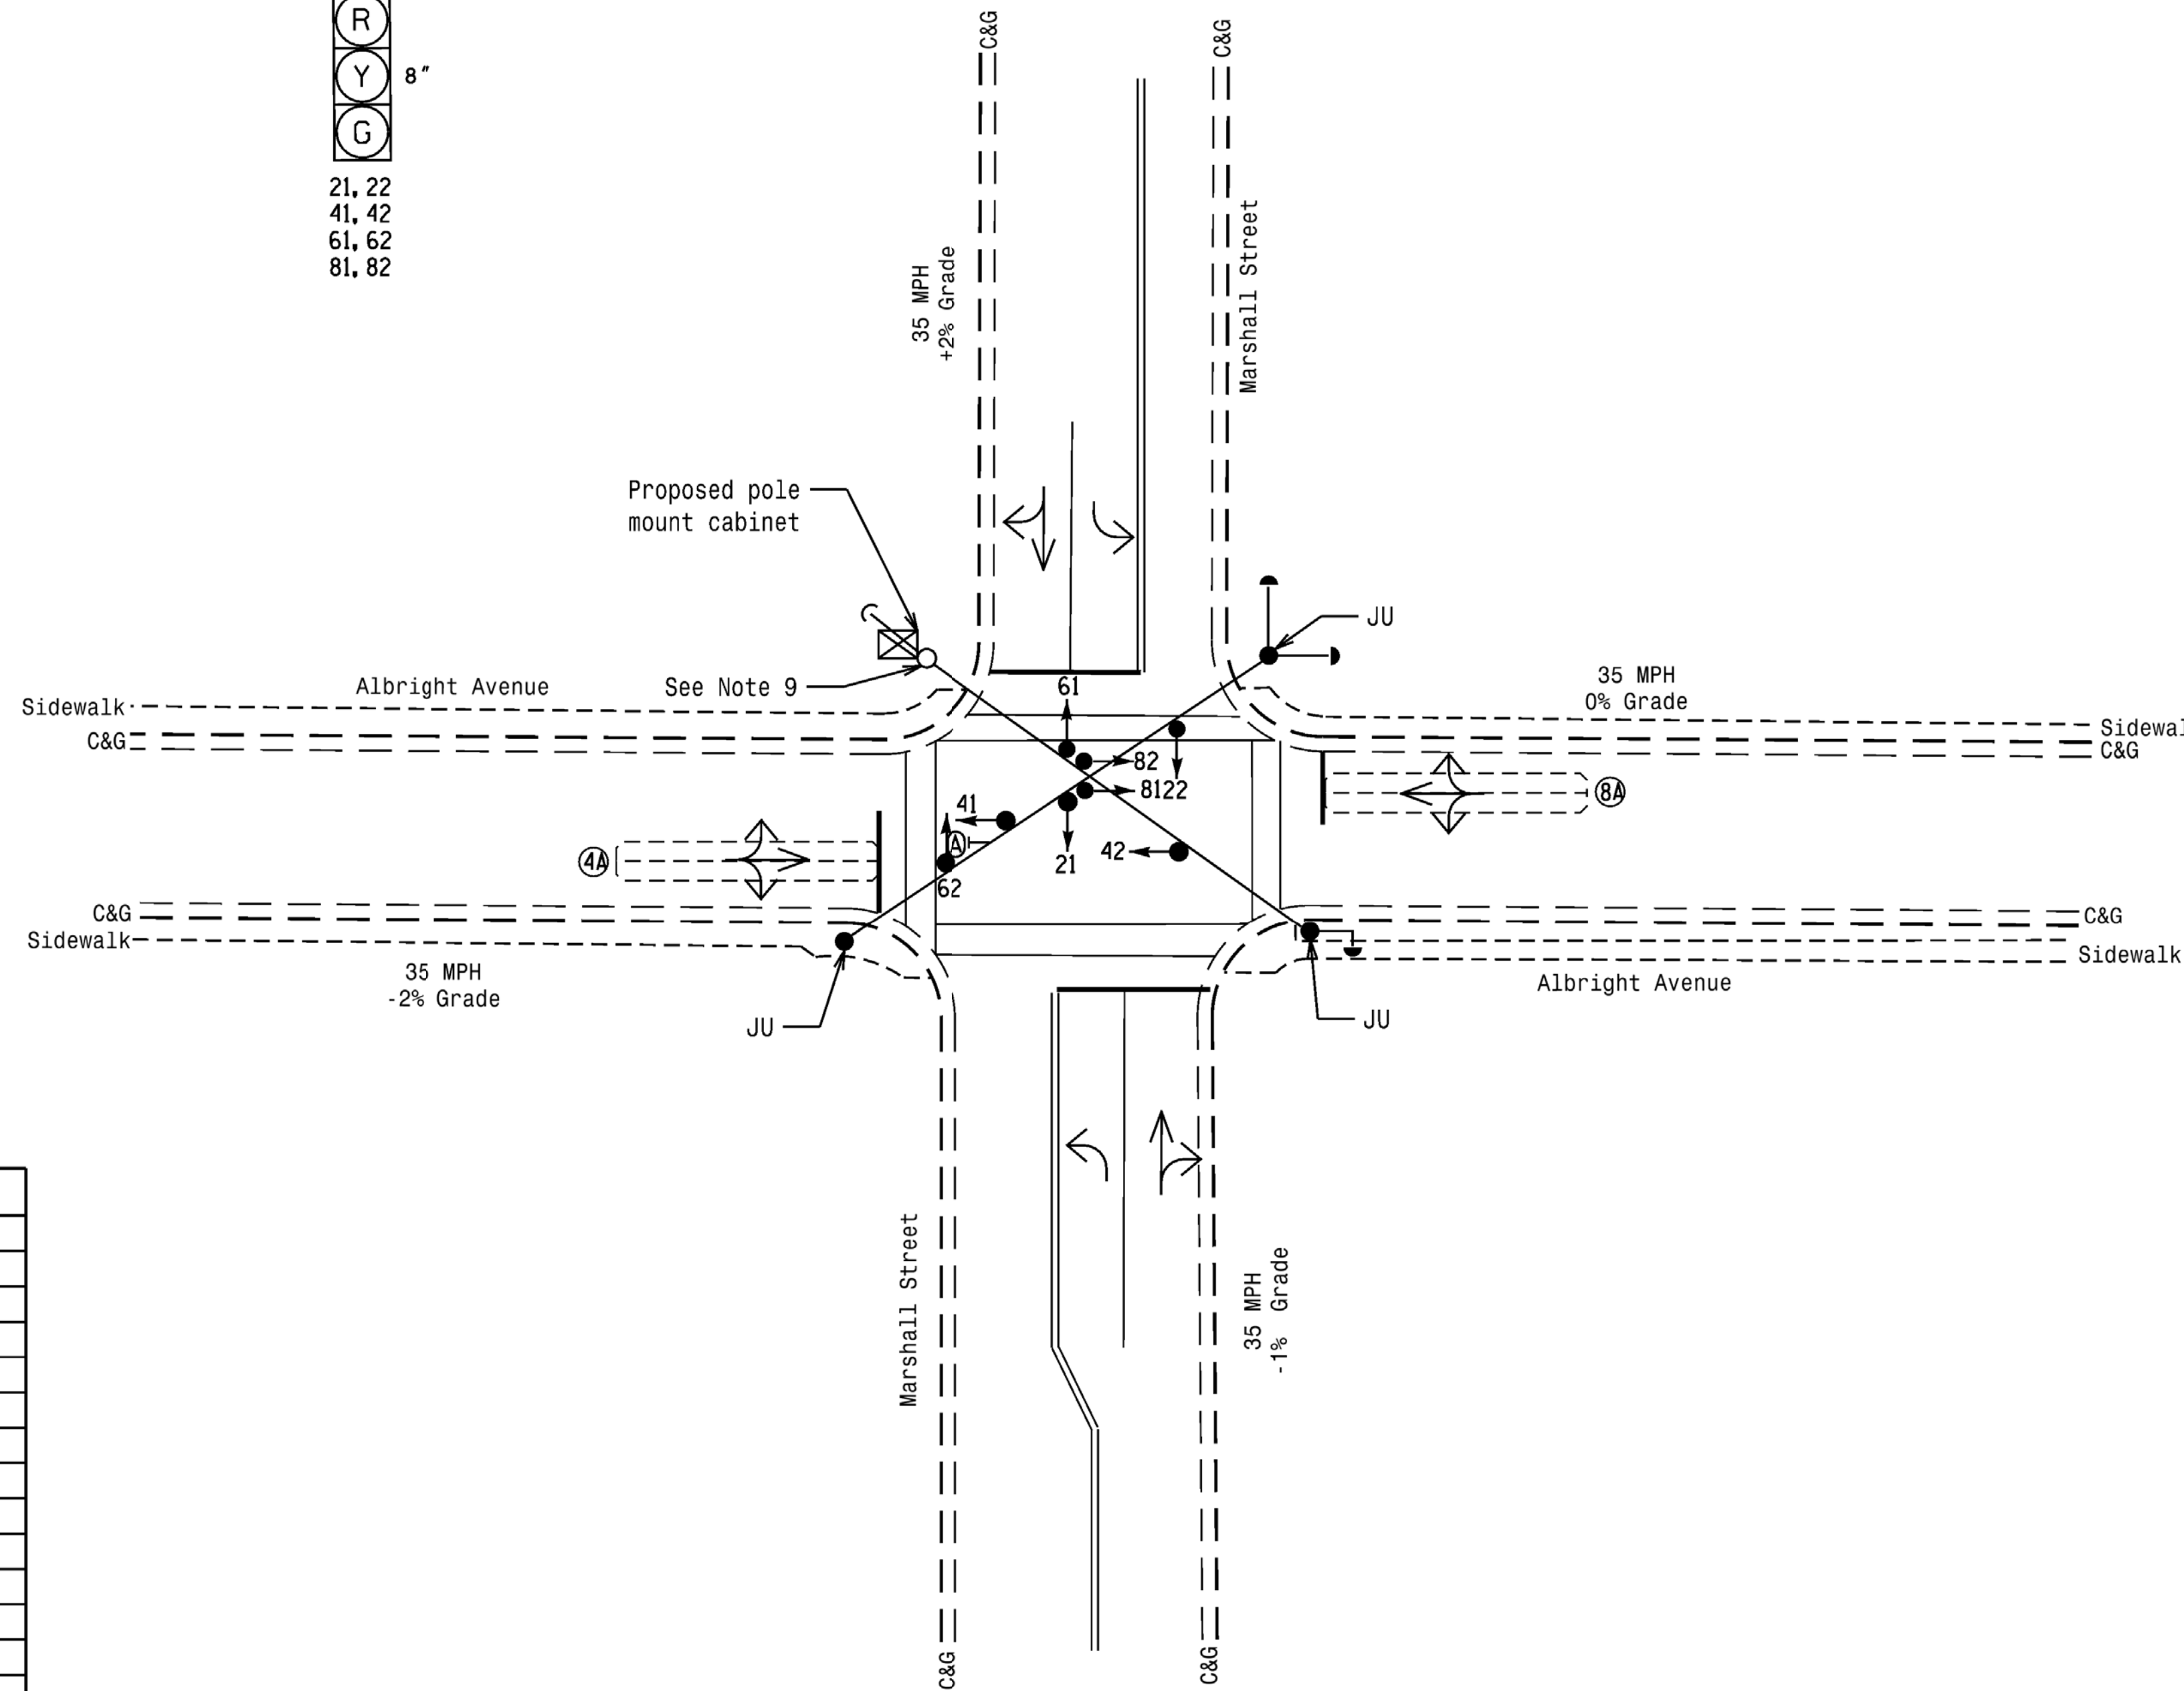 R
Y
8"
G
21, 22
41, 42
61, 62
81, 82
C&G
C&G
35 MPH
+2% Grade
Marshall Street
Proposed pole
mount cabinet
See Note 9
JU
Albright Avenue
35 MPH
0% Grade
Sidewalk
C&G
Sidewal
C&G
61
82
8122
41
A
62
21
42
4A
8A
C&G
Sidewalk
35 MPH
-2% Grade
JU
C&G
Sidewalk
Albright Avenue
JU
Marshall Street
35 MPH
-1% Grade
C&G
C&G